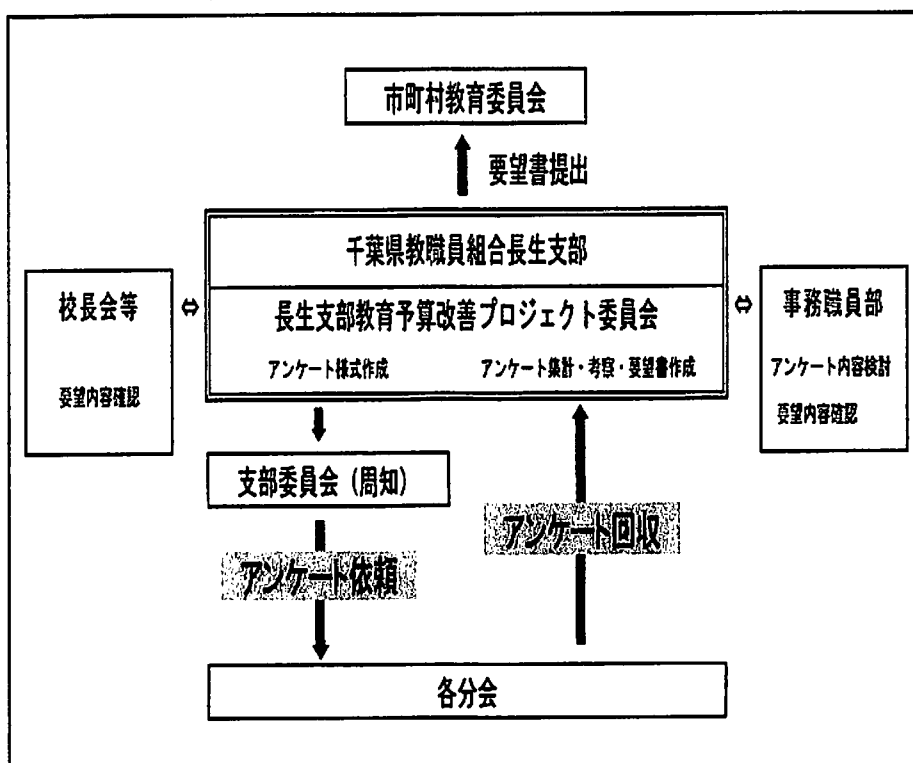 市町村教育委員会
要望書提出
千葉県教職員組合長生支部
長生支部教育予算改善プロジェクト委員会
アンケート様式作成
アンケート集計・考察・要望書作成
校長会等
要望内容確認
⇔
⇔
事務職員部
アンケート内容検討
要望内容確認
支部委員会（周知）
アンケート依頼
アンケート回収
各分会